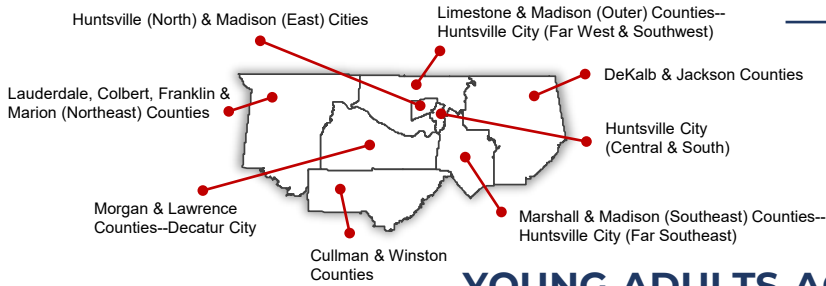 Huntsville (North) & Madison (East) Cities
Limestone & Madison (Outer) Counties--
Huntsville City (Far West & Southwest)
DeKalb & Jackson Counties
Lauderdale, Colbert, Franklin &
Marion (Northeast) Counties
Huntsville City
(Central & South)
Morgan & Lawrence
Counties--Decatur City
Marshall & Madison (Southeast) Counties--
Huntsville City (Far Southeast)
Cullman & Winston
Counties
YOUNG ADULTS